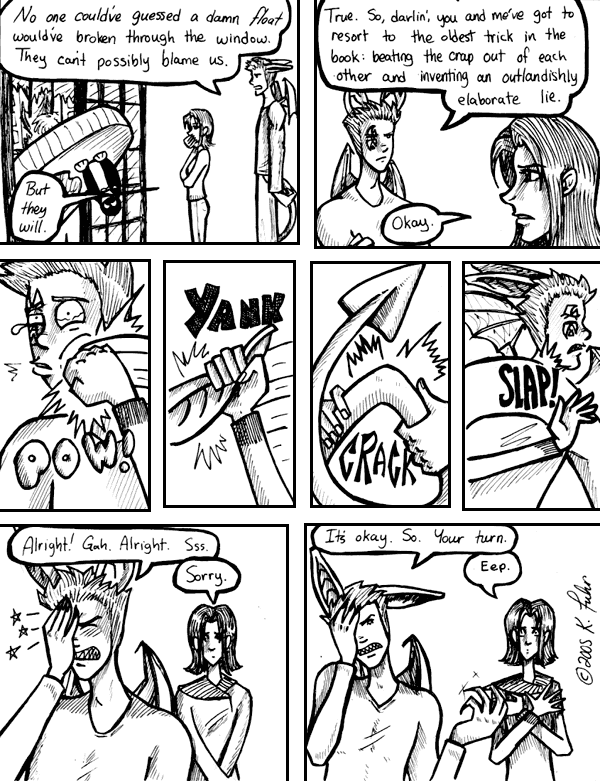 No one could've guessed a damn float
would've broken through the window.
They can't possibly blame us.
But
they
will.
True. So, darlin', you and me've got to
resort to the oldest trick in the
book: beating the crap out of each
other and inventing an outlandishly
elaborate lie.
Okay.
POW!
YANK
CRACK
SLAP!
Alright! Gah. Alright. Sss.
Sorry.
It's okay. So. Your turn.
Eep.
©2005 K.